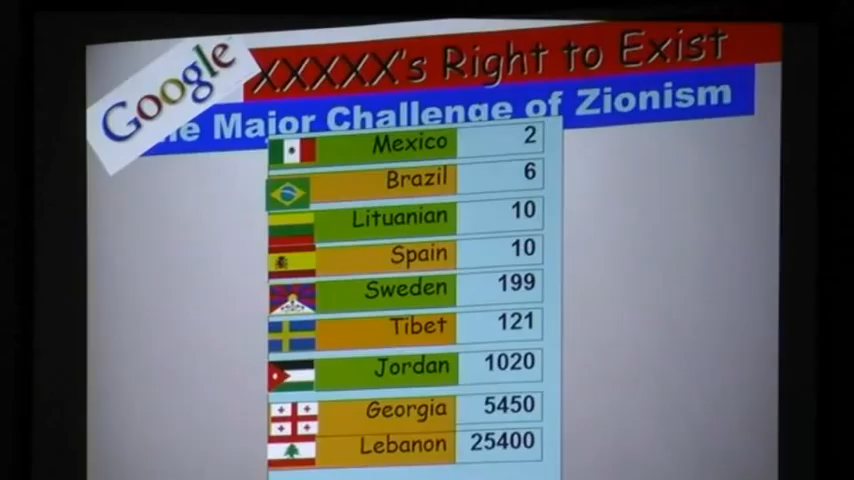 Google
XXXXX's Right to Exist
The Major Challenge of Zionism
Mexico 2
Brazil 6
Lituanian 10
Spain 10
Sweden 199
Tibet 121
Jordan 1020
Georgia 5450
Lebanon 25400